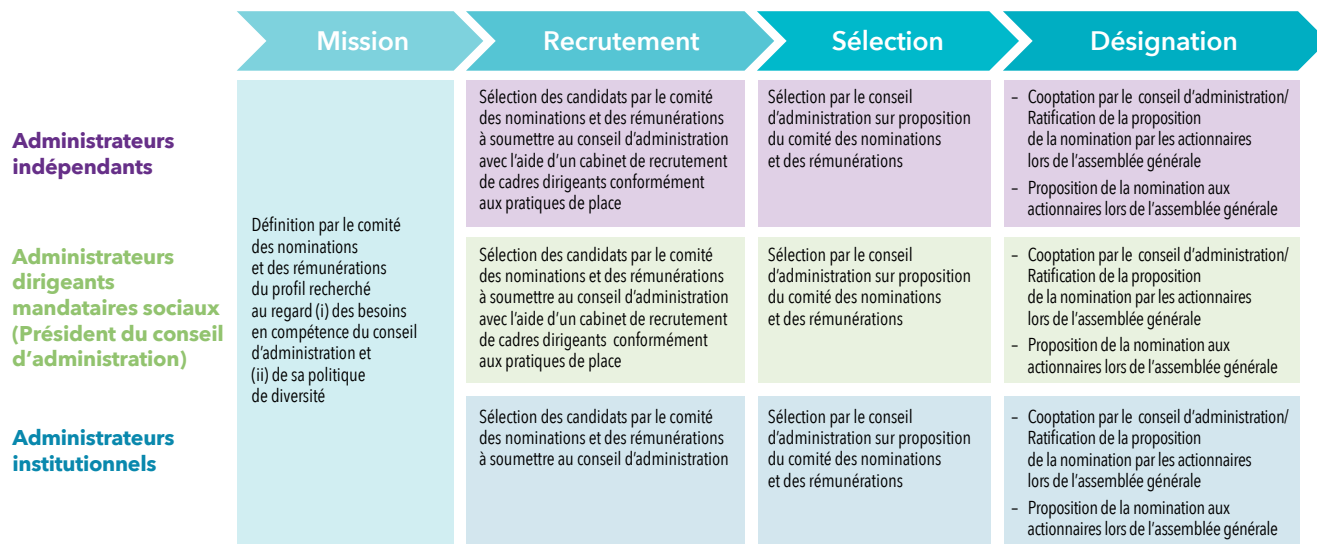 Mission
Recrutement
Sélection
Désignation
Administrateurs
indépendants
Définition par le comité
des nominations
et des rémunérations
du profil recherché
au regard (i) des besoins
en compétence du conseil
d'administration et
(ii) de sa politique
de diversité
Sélection des candidats par le comité
des nominations et des rémunérations
à soumettre au conseil d'administration
avec l'aide d'un cabinet de recrutement
de cadres dirigeants conformément
aux pratiques de place
Sélection par le conseil
d'administration sur proposition
du comité des nominations
et des rémunérations
– Cooptation par le conseil d'administration/
Ratification de la proposition
de la nomination par les actionnaires
lors de l'assemblée générale
– Proposition de la nomination aux
actionnaires lors de l'assemblée générale
Administrateurs
dirigeants
mandataires sociaux
(Président du conseil
d'administration)
Sélection des candidats par le comité
des nominations et des rémunérations
à soumettre au conseil d'administration
avec l'aide d'un cabinet de recrutement
de cadres dirigeants conformément
aux pratiques de place
Sélection par le conseil
d'administration sur proposition
du comité des nominations
et des rémunérations
– Cooptation par le conseil d'administration/
Ratification de la proposition
de la nomination par les actionnaires
lors de l'assemblée générale
– Proposition de la nomination aux
actionnaires lors de l'assemblée générale
Administrateurs
institutionnels
Sélection des candidats par le comité
des nominations et des rémunérations
à soumettre au conseil d'administration
Sélection par le conseil
d'administration sur proposition
du comité des nominations
et des rémunérations
– Cooptation par le conseil d'administration/
Ratification de la proposition
de la nomination par les actionnaires
lors de l'assemblée générale
– Proposition de la nomination aux
actionnaires lors de l'assemblée générale